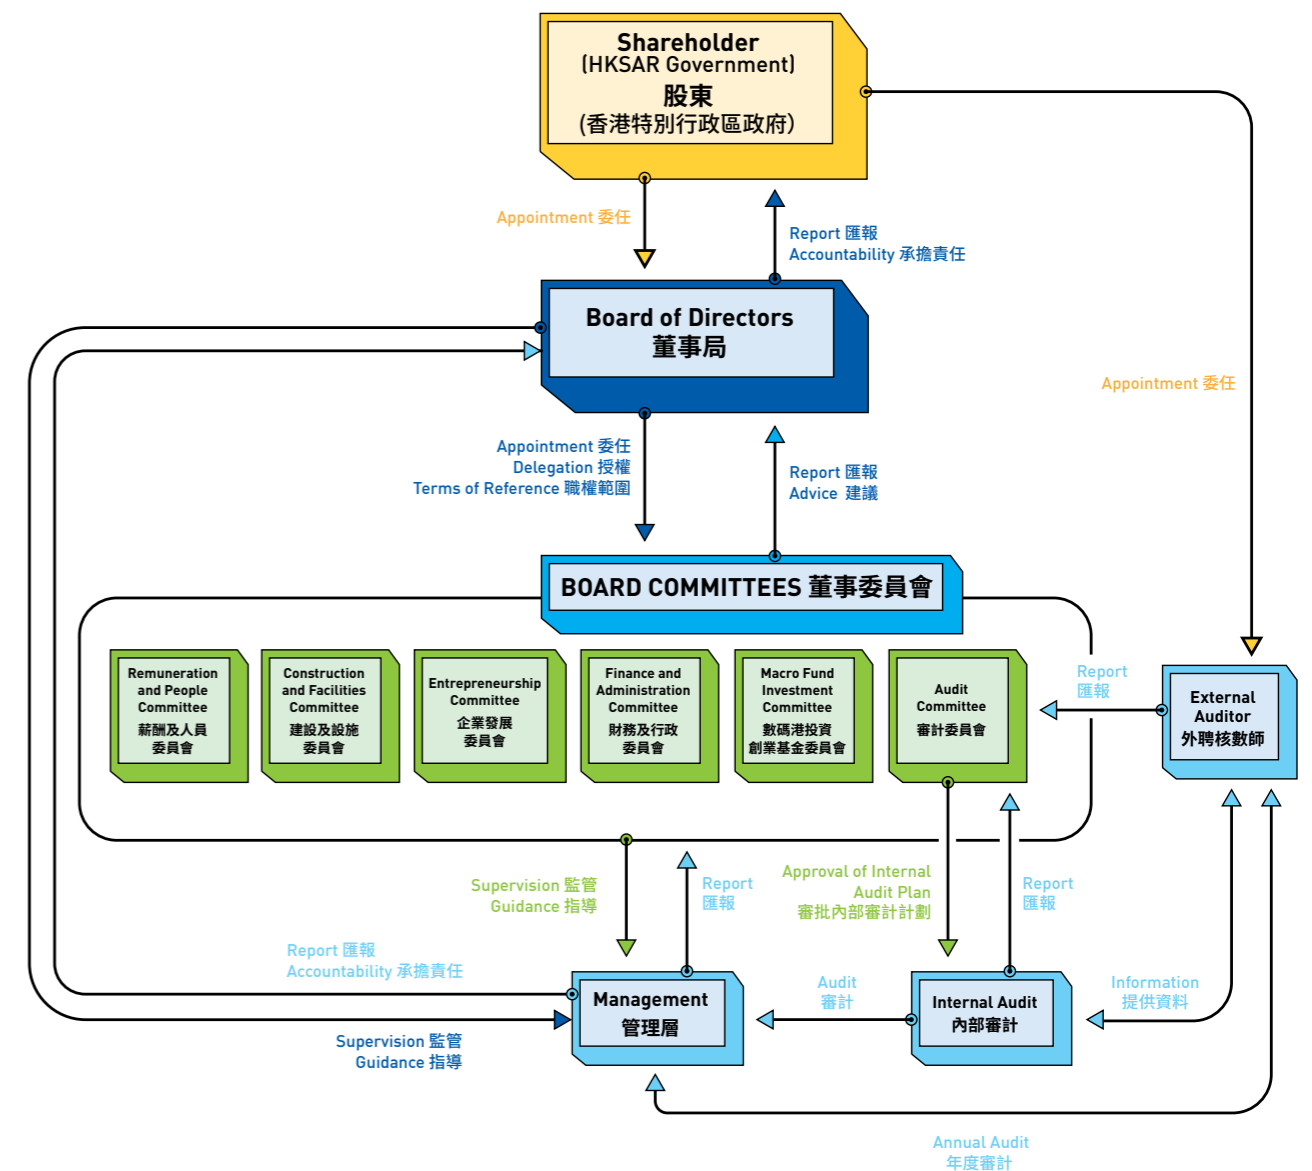 Shareholder
(HKSAR Government)
股東
(香港特別行政區政府)
Appointment 委任
Report 匯報
Accountability 承擔責任
Board of Directors
董事局
Appointment 委任
Appointment 委任
Delegation 授權
Terms of Reference 職權範圍
Report 匯報
Advice 建議
BOARD COMMITTEES 董事委員會
Remuneration
and People
Committee
薪酬及人員
委員會
Construction
and Facilities
Committee
建設及設施
委員會
Entrepreneurship
Committee
企業發展
委員會
Finance and
Administration
Committee
財務及行政
委員會
Macro Fund
Investment
Committee
數碼港投資
創業基金委員會
Audit
Committee
審計委員會
Report
匯報
External
Auditor
外聘核數師
Supervision 監管
Guidance 指導
Report
匯報
Approval of Internal
Audit Plan
審批內部審計計劃
Report
匯報
Report 匯報
Accountability 承擔責任
Management
管理層
Audit
審計
Internal Audit
內部審計
Information
提供資料
Supervision 監管
Guidance 指導
Annual Audit
年度審計